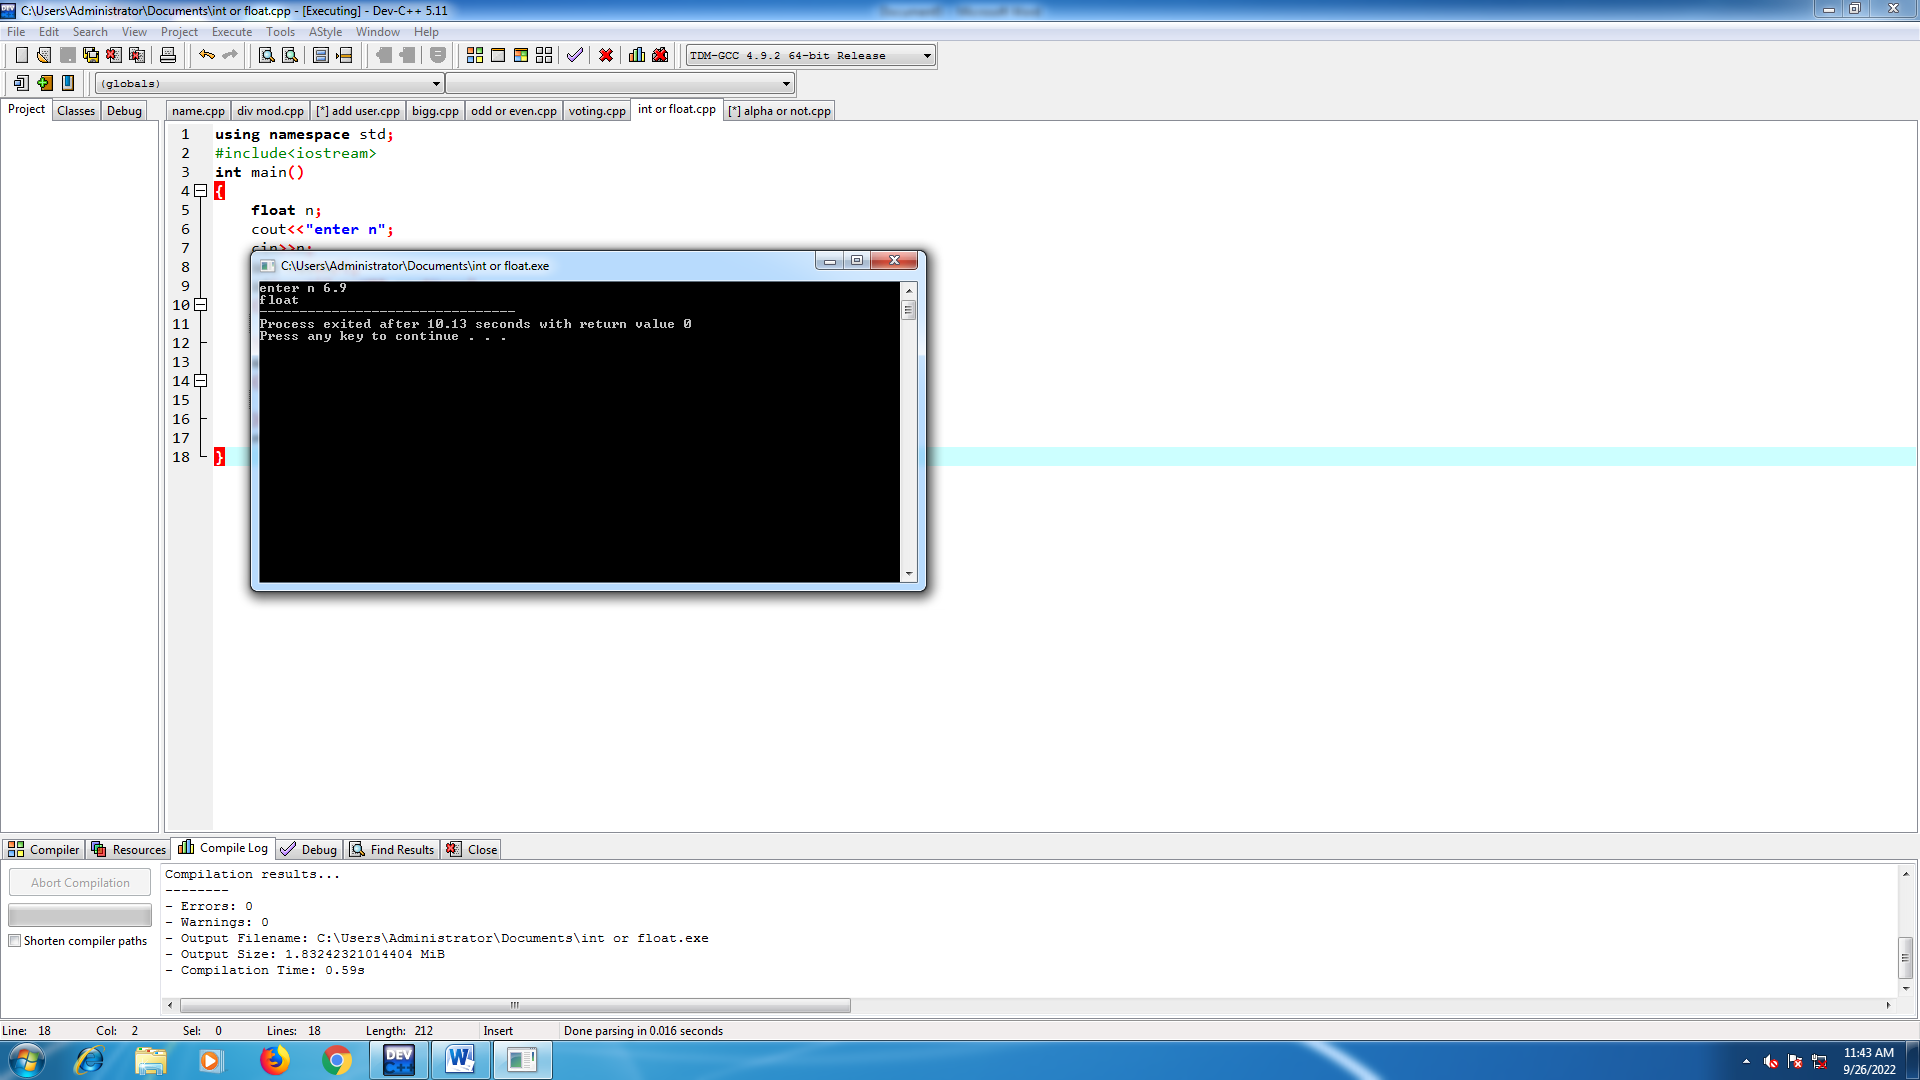 C:\Users\Administrator\Documents\int or float.cpp - [Executing] - Dev-C++ 5.11
File Edit Search View Project Execute Tools AStyle Window Help
TDM-GCC 4.9.2 64-bit Release
(globals)
Project Classes Debug
name.cpp div mod.cpp [*] add user.cpp bigg.cpp odd or even.cpp voting.cpp int or float.cpp [*] alpha or not.cpp
1 using namespace std;
2 #include<iostream>
3 int main()
4 {
5 float n;
6 cout<<"enter n";
7 cin>>n;
8
9
10
11
12
13
14
15
16
17
18 }
C:\Users\Administrator\Documents\int or float.exe
enter n 6.9
float
--------------------------------
Process exited after 10.13 seconds with return value 0
Press any key to continue . . .
Compiler Resources Compile Log Debug Find Results Close
Abort Compilation
Shorten compiler paths
Compilation results...
--------
- Errors: 0
- Warnings: 0
- Output Filename: C:\Users\Administrator\Documents\int or float.exe
- Output Size: 1.83242321014404 MiB
- Compilation Time: 0.59s
Line: 18 Col: 2 Sel: 0 Lines: 18 Length: 212 Insert Done parsing in 0.016 seconds
DEV C++
W
11:43 AM
9/26/2022